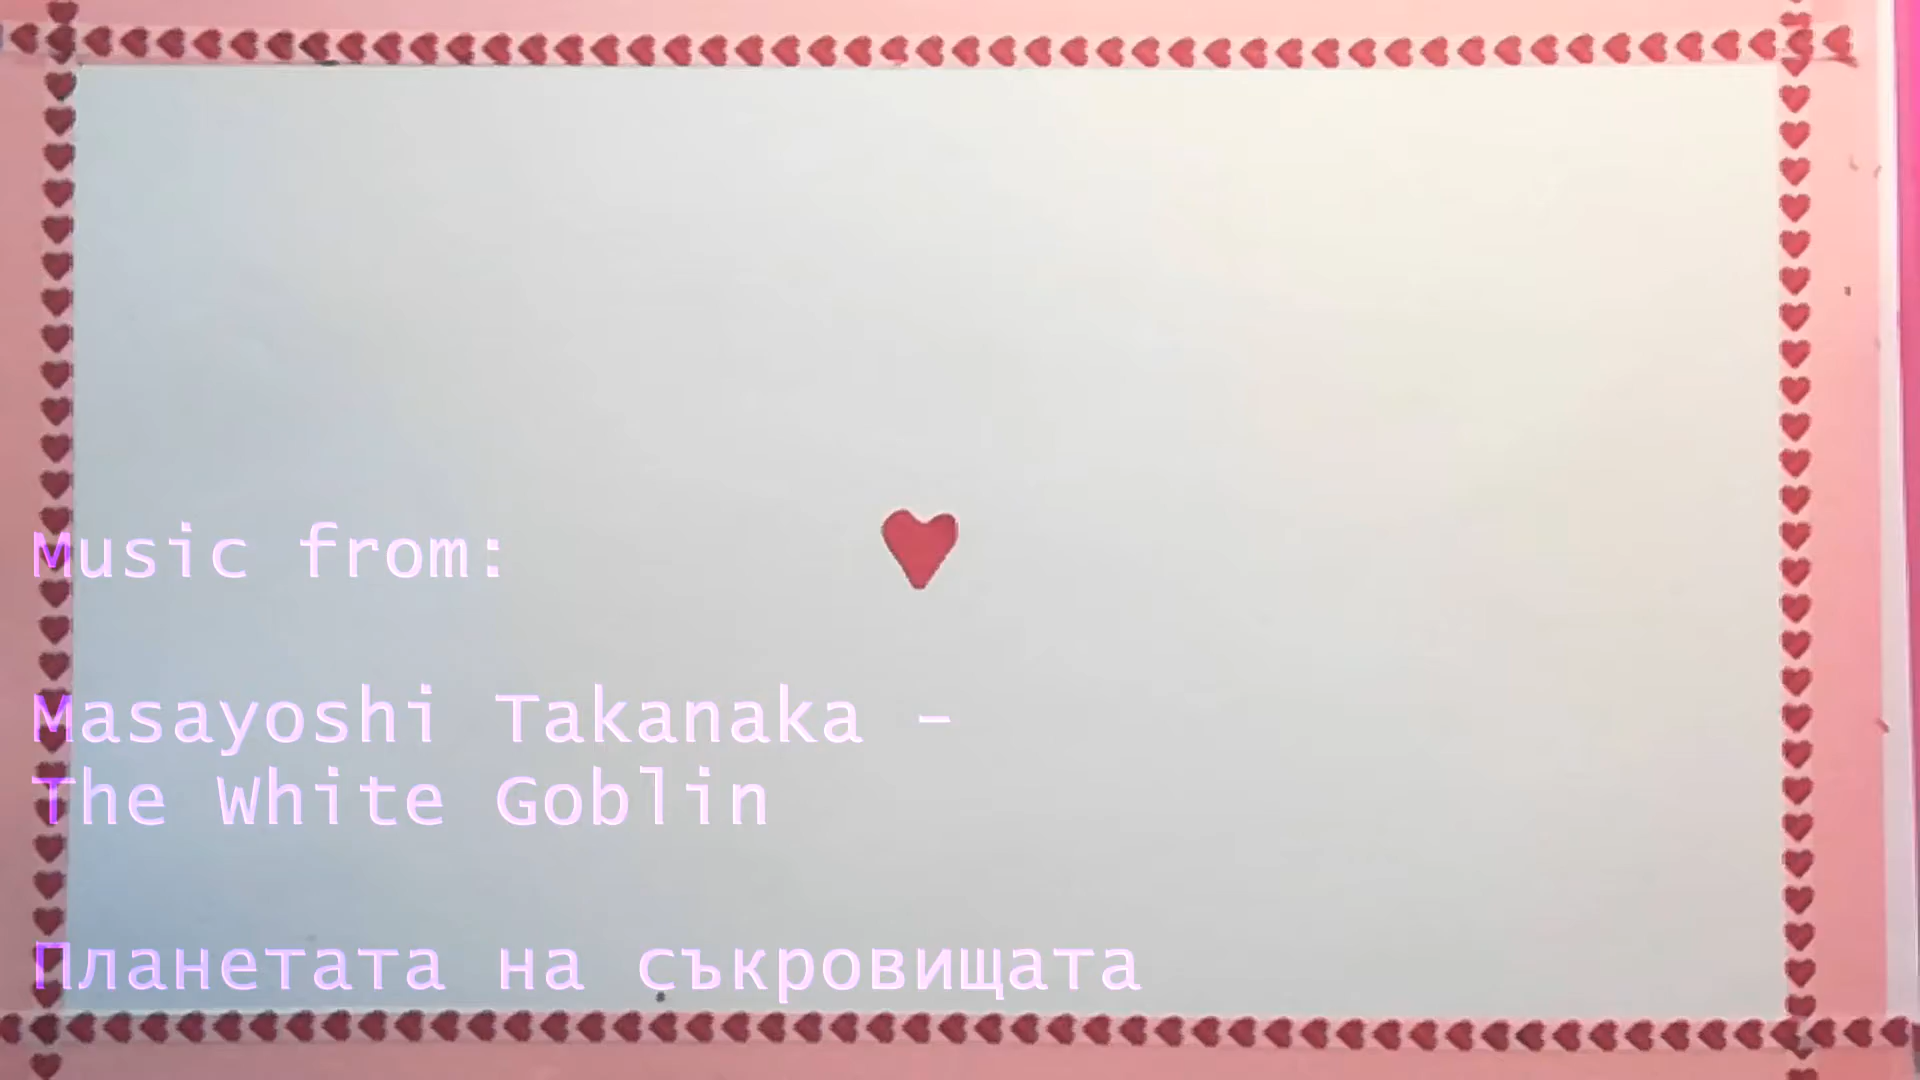 Music from:
Masayoshi Takanaka –
The White Goblin
Планетата на съкровищата